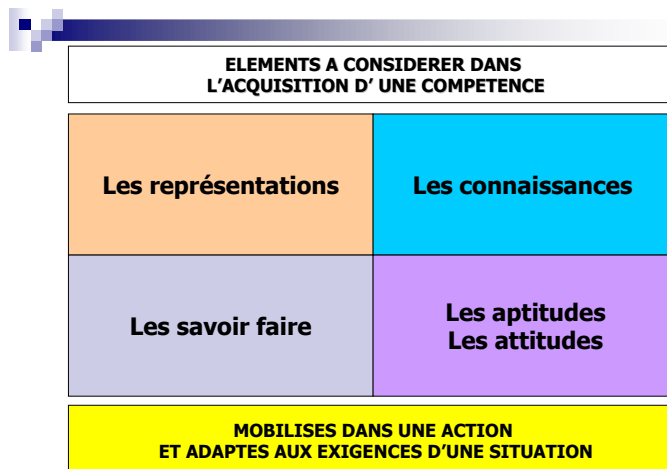 ELEMENTS A CONSIDERER DANS
L'ACQUISITION D' UNE COMPETENCE
Les représentations
Les connaissances
Les savoir faire
Les aptitudes
Les attitudes
MOBILISES DANS UNE ACTION
ET ADAPTES AUX EXIGENCES D'UNE SITUATION